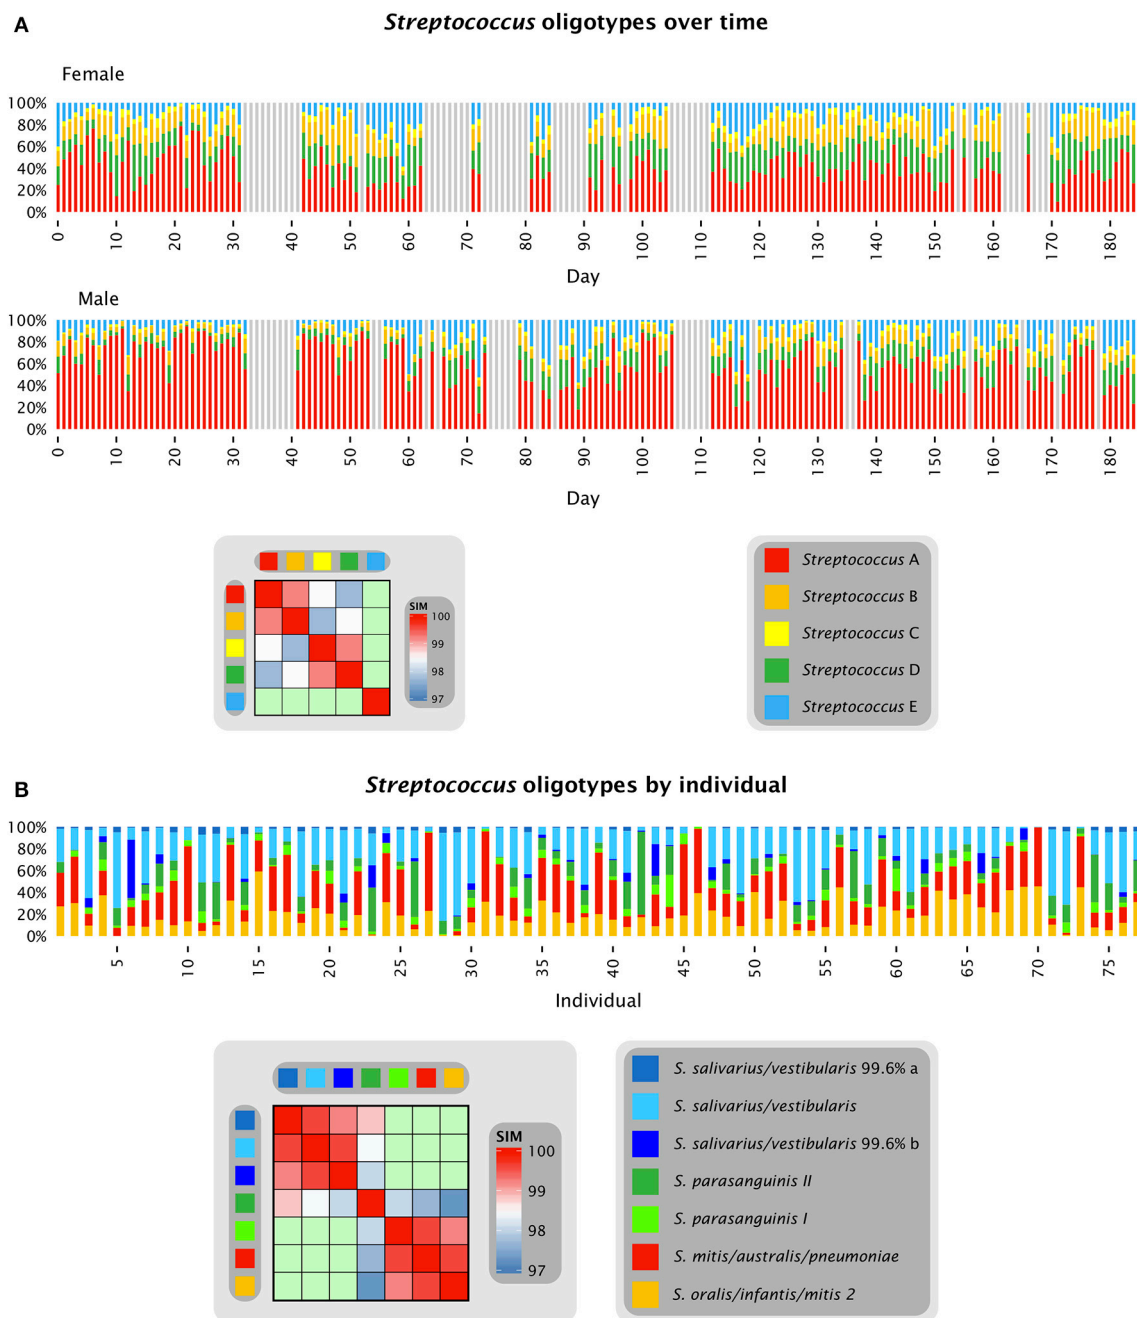 A
Streptococcus oligotypes over time
Female
100%
80%
60%
40%
20%
0%
0 10 20 30 40 50 60 70 80 90 100 110 120 130 140 150 160 170 180
Day
Male
100%
80%
60%
40%
20%
0%
0 10 20 30 40 50 60 70 80 90 100 110 120 130 140 150 160 170 180
Day
SIM
100
99
98
97
Streptococcus A
Streptococcus B
Streptococcus C
Streptococcus D
Streptococcus E
B
Streptococcus oligotypes by individual
100%
80%
60%
40%
20%
0%
5 10 15 20 25 30 35 40 45 50 55 60 65 70 75
Individual
SIM
100
99
98
97
S. salivarius/vestibularis 99.6% a
S. salivarius/vestibularis
S. salivarius/vestibularis 99.6% b
S. parasanguinis II
S. parasanguinis I
S. mitis/australis/pneumoniae
S. oralis/infantis/mitis 2